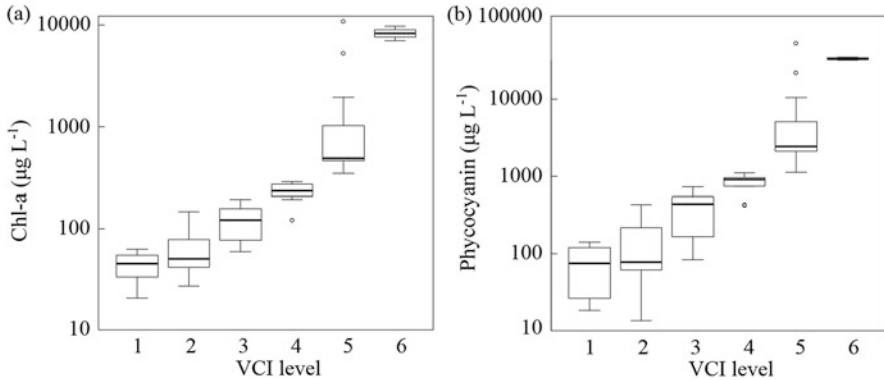 (a)
10000
1000
100
10
Chl-a (µg L⁻¹)
1 2 3 4 5 6
VCI level
(b)
100000
10000
1000
100
10
Phycocyanin (µg L⁻¹)
1 2 3 4 5 6
VCI level